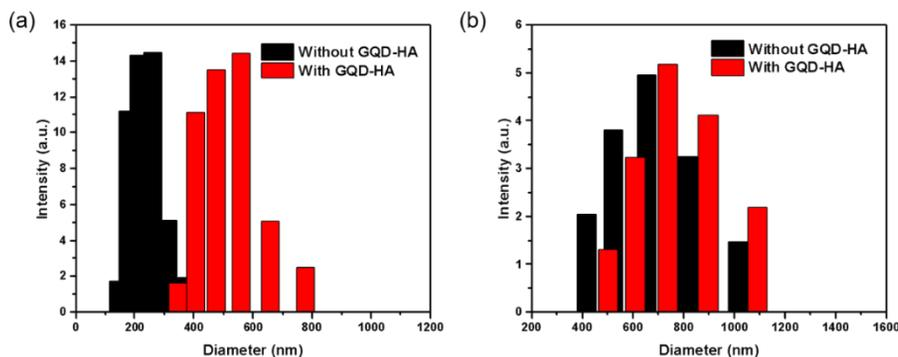 (a)
16
14
12
10
8
6
4
2
0
Intensity (a.u.)
Without GQD-HA
With GQD-HA
0 200 400 600 800 1000 1200
Diameter (nm)
(b)
6
5
4
3
2
1
0
Intensity (a.u.)
Without GQD-HA
With GQD-HA
200 400 600 800 1000 1200 1400 1600
Diameter (nm)